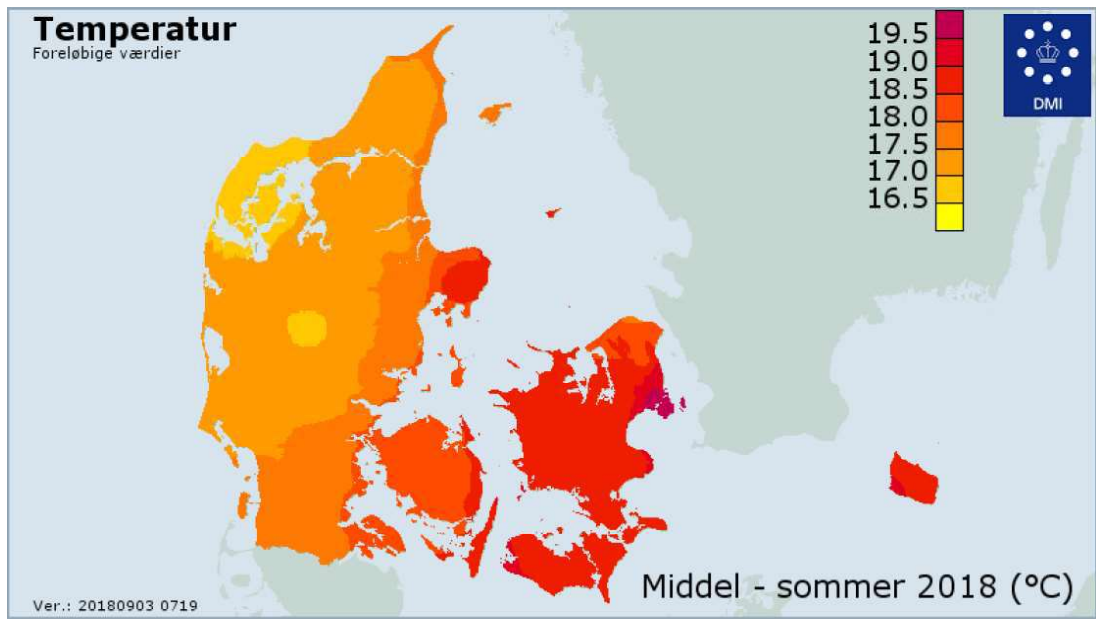 Temperatur
Foreløbige værdier
19.5
19.0
18.5
18.0
17.5
17.0
16.5
DMI
Middel - sommer 2018 (°C)
Ver.: 20180903 0719